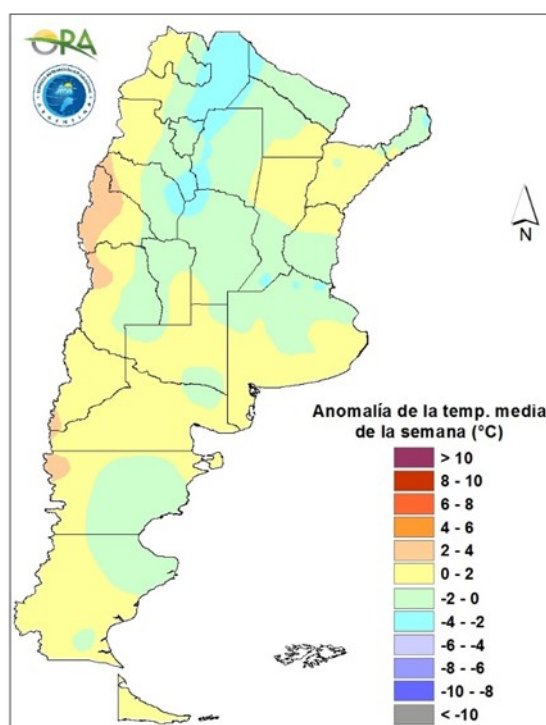 ORA
N
Anomalía de la temp. media
de la semana (°C)
> 10
8 - 10
6 - 8
4 - 6
2 - 4
0 - 2
-2 - 0
-4 - -2
-6 - -4
-8 - -6
-10 - -8
< -10